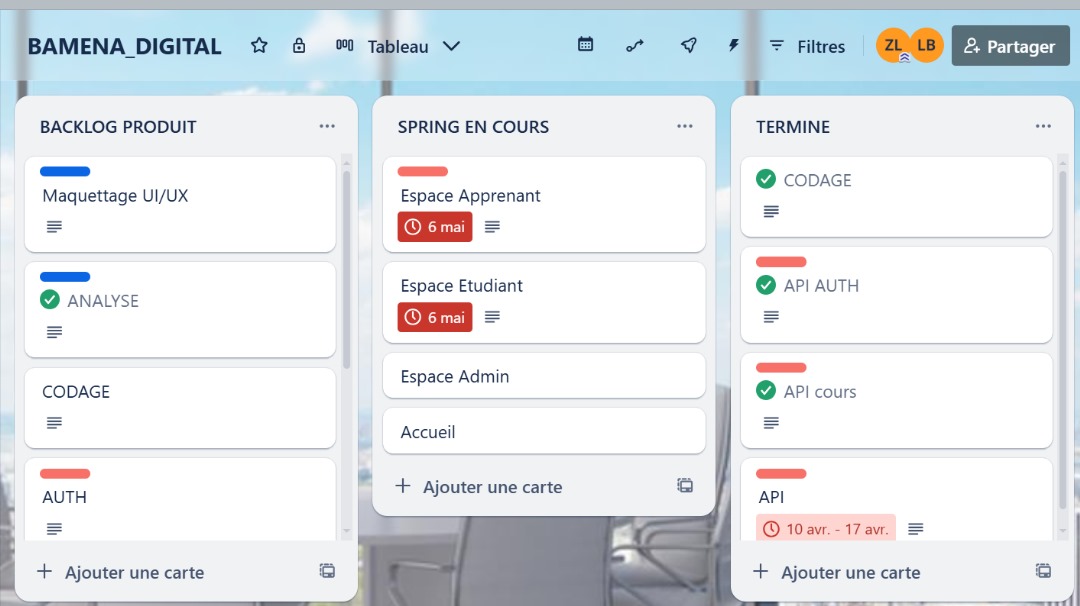 BAMENA_DIGITAL
Tableau
Filtres
ZL
LB
Partager
BACKLOG PRODUIT
Maquettage UI/UX
ANALYSE
CODAGE
AUTH
Ajouter une carte
SPRING EN COURS
Espace Apprenant
6 mai
Espace Etudiant
6 mai
Espace Admin
Accueil
Ajouter une carte
TERMINE
CODAGE
API AUTH
API cours
API
10 avr. - 17 avr.
Ajouter une carte